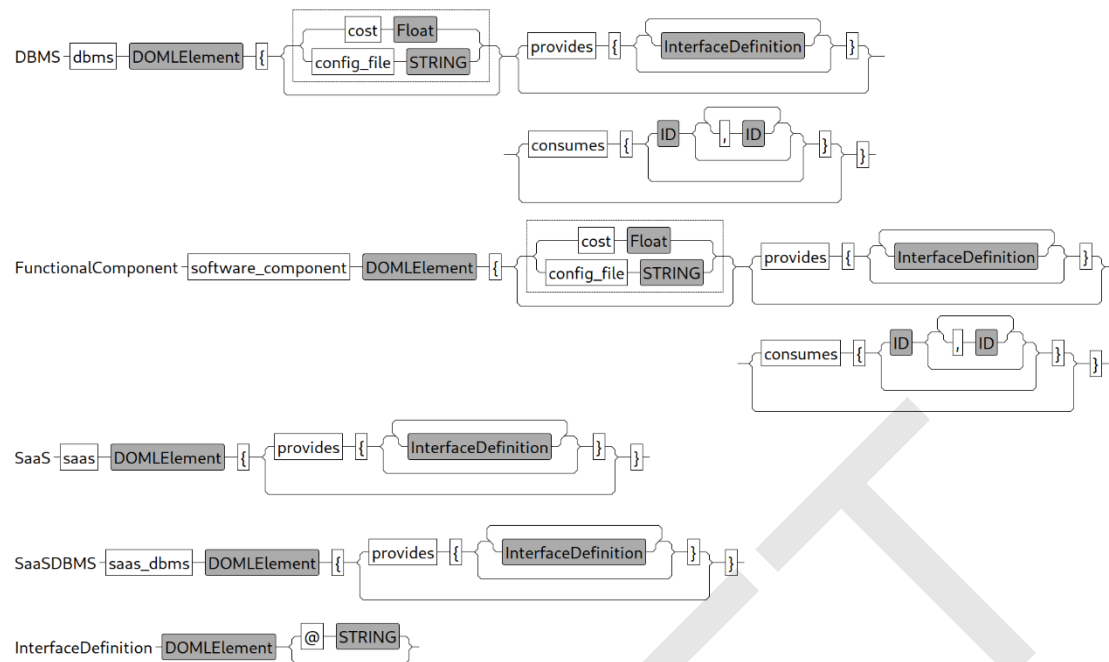 cost Float
DBMS dbms DOMLElement { config_file STRING provides { InterfaceDefinition }
consumes { ID , ID } }
cost Float
FunctionalComponent software_component DOMLElement { config_file STRING provides { InterfaceDefinition }
consumes { ID , ID } }
SaaS saas DOMLElement { provides { InterfaceDefinition } }
SaaSDBMS saas_dbms DOMLElement { provides { InterfaceDefinition } }
InterfaceDefinition DOMLElement @ STRING